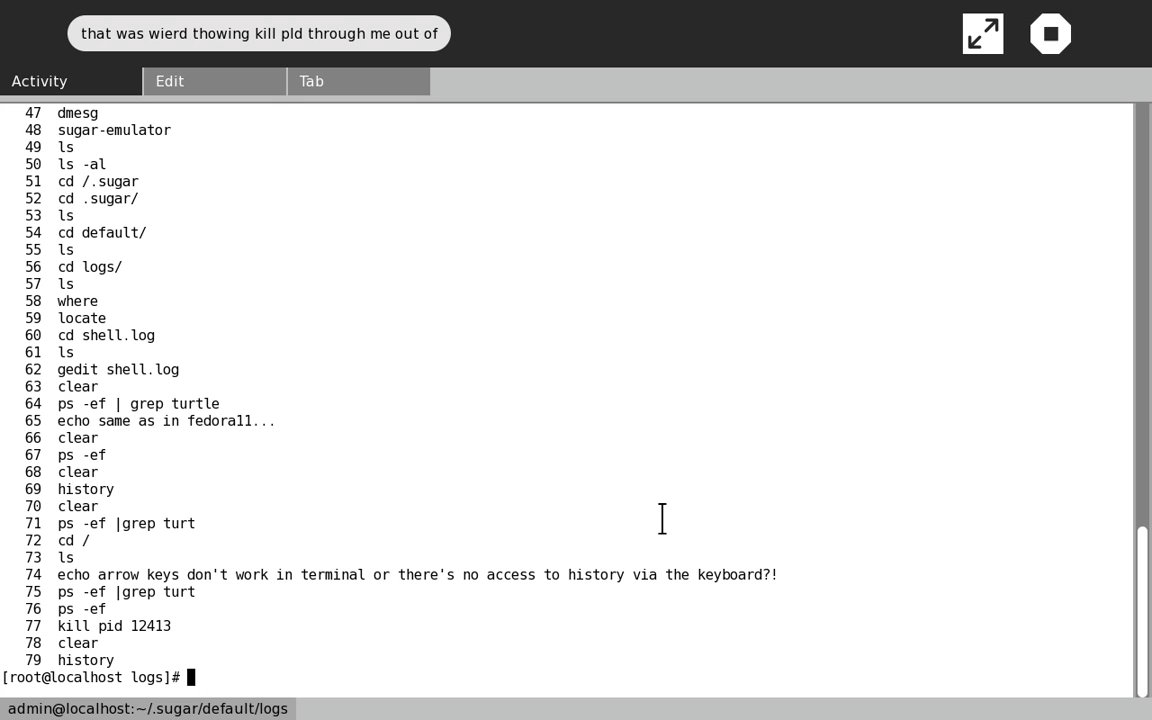 that was wierd thowing kill pld through me out of
Activity
Edit
Tab
47 dmesg
48 sugar-emulator
49 ls
50 ls -al
51 cd /.sugar
52 cd .sugar/
53 ls
54 cd default/
55 ls
56 cd logs/
57 ls
58 where
59 locate
60 cd shell.log
61 ls
62 gedit shell.log
63 clear
64 ps -ef | grep turtle
65 echo same as in fedora11...
66 clear
67 ps -ef
68 clear
69 history
70 clear
71 ps -ef |grep turt
72 cd /
73 ls
74 echo arrow keys don't work in terminal or there's no access to history via the keyboard?!
75 ps -ef |grep turt
76 ps -ef
77 kill pid 12413
78 clear
79 history
[root@localhost logs]#
admin@localhost:~/.sugar/default/logs